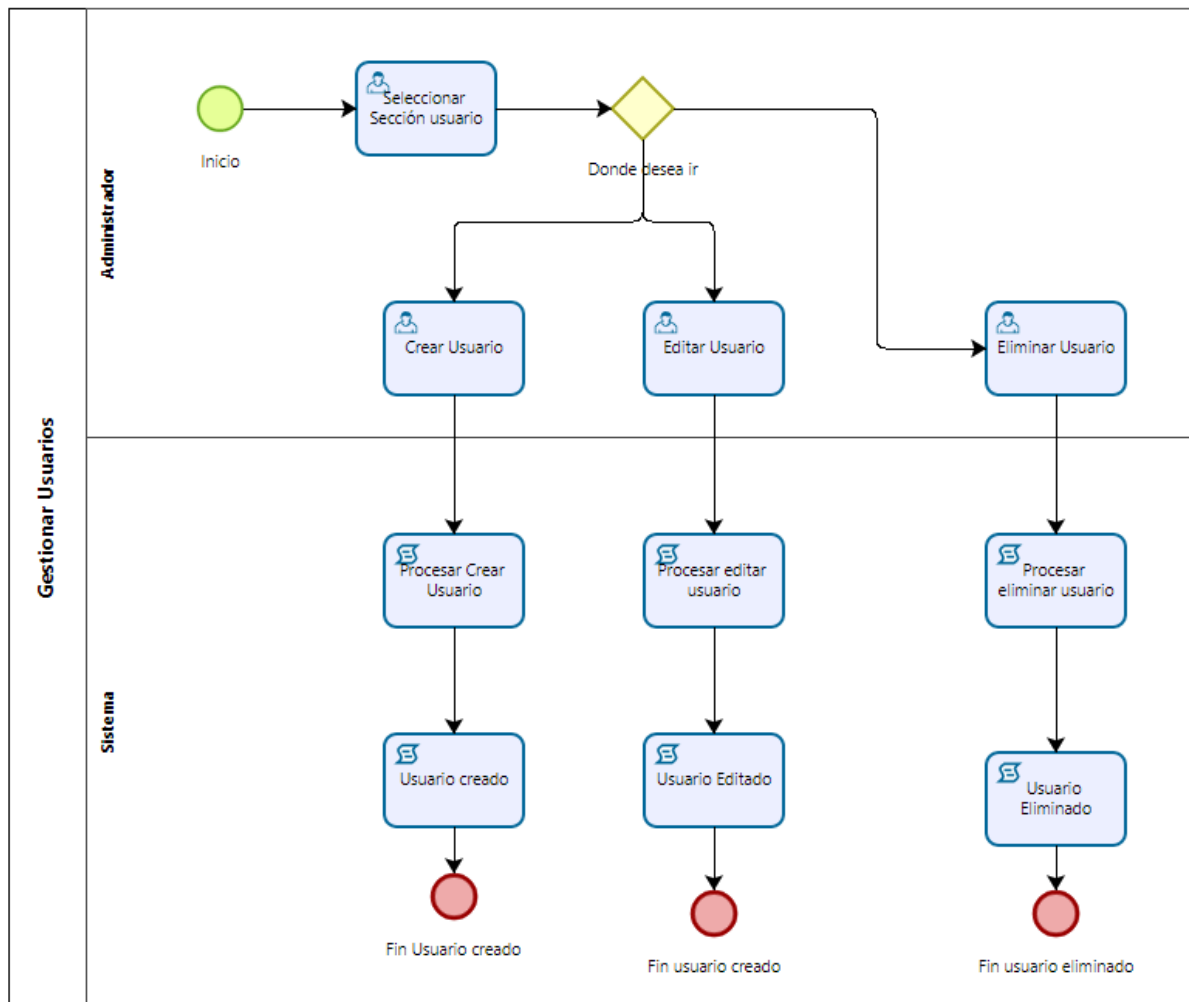 Gestionar Usuarios
Administrador
Inicio
Seleccionar
Sección usuario
Donde desea ir
Crear Usuario
Editar Usuario
Eliminar Usuario
Sistema
Procesar Crear
Usuario
Procesar editar
usuario
Procesar
eliminar usuario
Usuario creado
Usuario Editado
Usuario
Eliminado
Fin Usuario creado
Fin usuario creado
Fin usuario eliminado